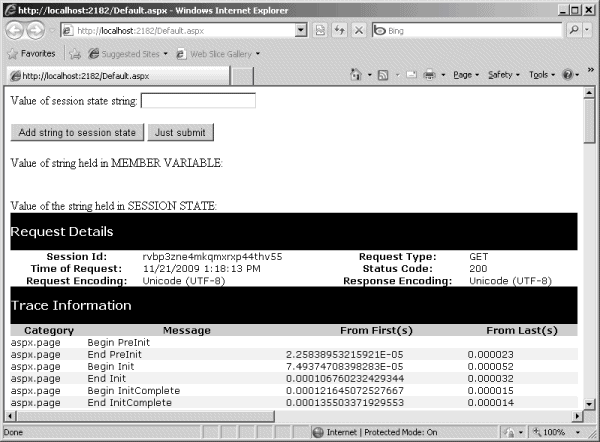 http://localhost:2182/Default.aspx - Windows Internet Explorer
http://localhost:2182/Default.aspx
Bing
Favorites Suggested Sites Web Slice Gallery
http://localhost:2182/Default.aspx Page Safety Tools
Value of session state string:
Add string to session state Just submit
Value of string held in MEMBER VARIABLE:
Value of the string held in SESSION STATE:
Request Details
Session Id: rvbp3zne4mkqmxrxp44thv55 Request Type: GET
Time of Request: 11/21/2009 1:18:13 PM Status Code: 200
Request Encoding: Unicode (UTF-8) Response Encoding: Unicode (UTF-8)
Trace Information
Category Message From First(s) From Last(s)
aspx.page Begin PreInit
aspx.page End PreInit 2.25838953215921E-05 0.000023
aspx.page Begin Init 7.49374708398283E-05 0.000052
aspx.page End Init 0.000106760232429344 0.000032
aspx.page Begin InitComplete 0.000121645072527667 0.000015
aspx.page End InitComplete 0.000135503371929553 0.000014
Done Internet | Protected Mode: On 100%